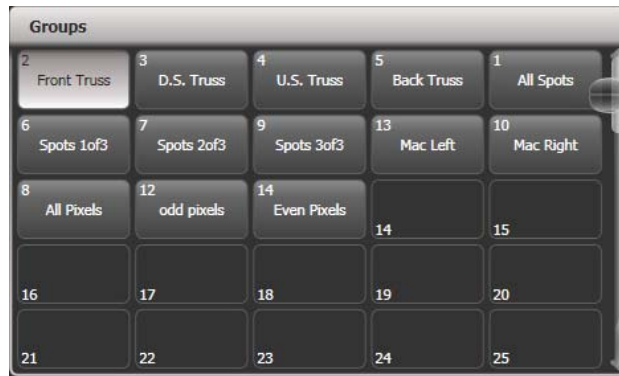 Groups
2
Front Truss
3
D.S. Truss
4
U.S. Truss
5
Back Truss
1
All Spots
6
Spots 1of3
7
Spots 2of3
9
Spots 3of3
13
Mac Left
10
Mac Right
8
All Pixels
12
odd pixels
14
Even Pixels
14
15
16
17
18
19
20
21
22
23
24
25